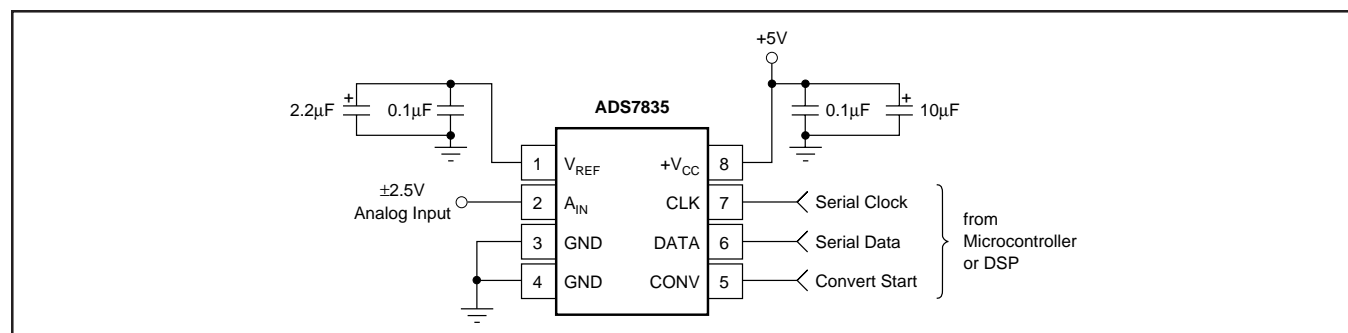 +5V
2.2μF
+
0.1μF
ADS7835
0.1μF
+
10μF
1
V_REF
+V_CC
8
±2.5V
Analog Input
2
A_IN
CLK
7
Serial Clock
3
GND
DATA
6
Serial Data
4
GND
CONV
5
Convert Start
from
Microcontroller
or DSP